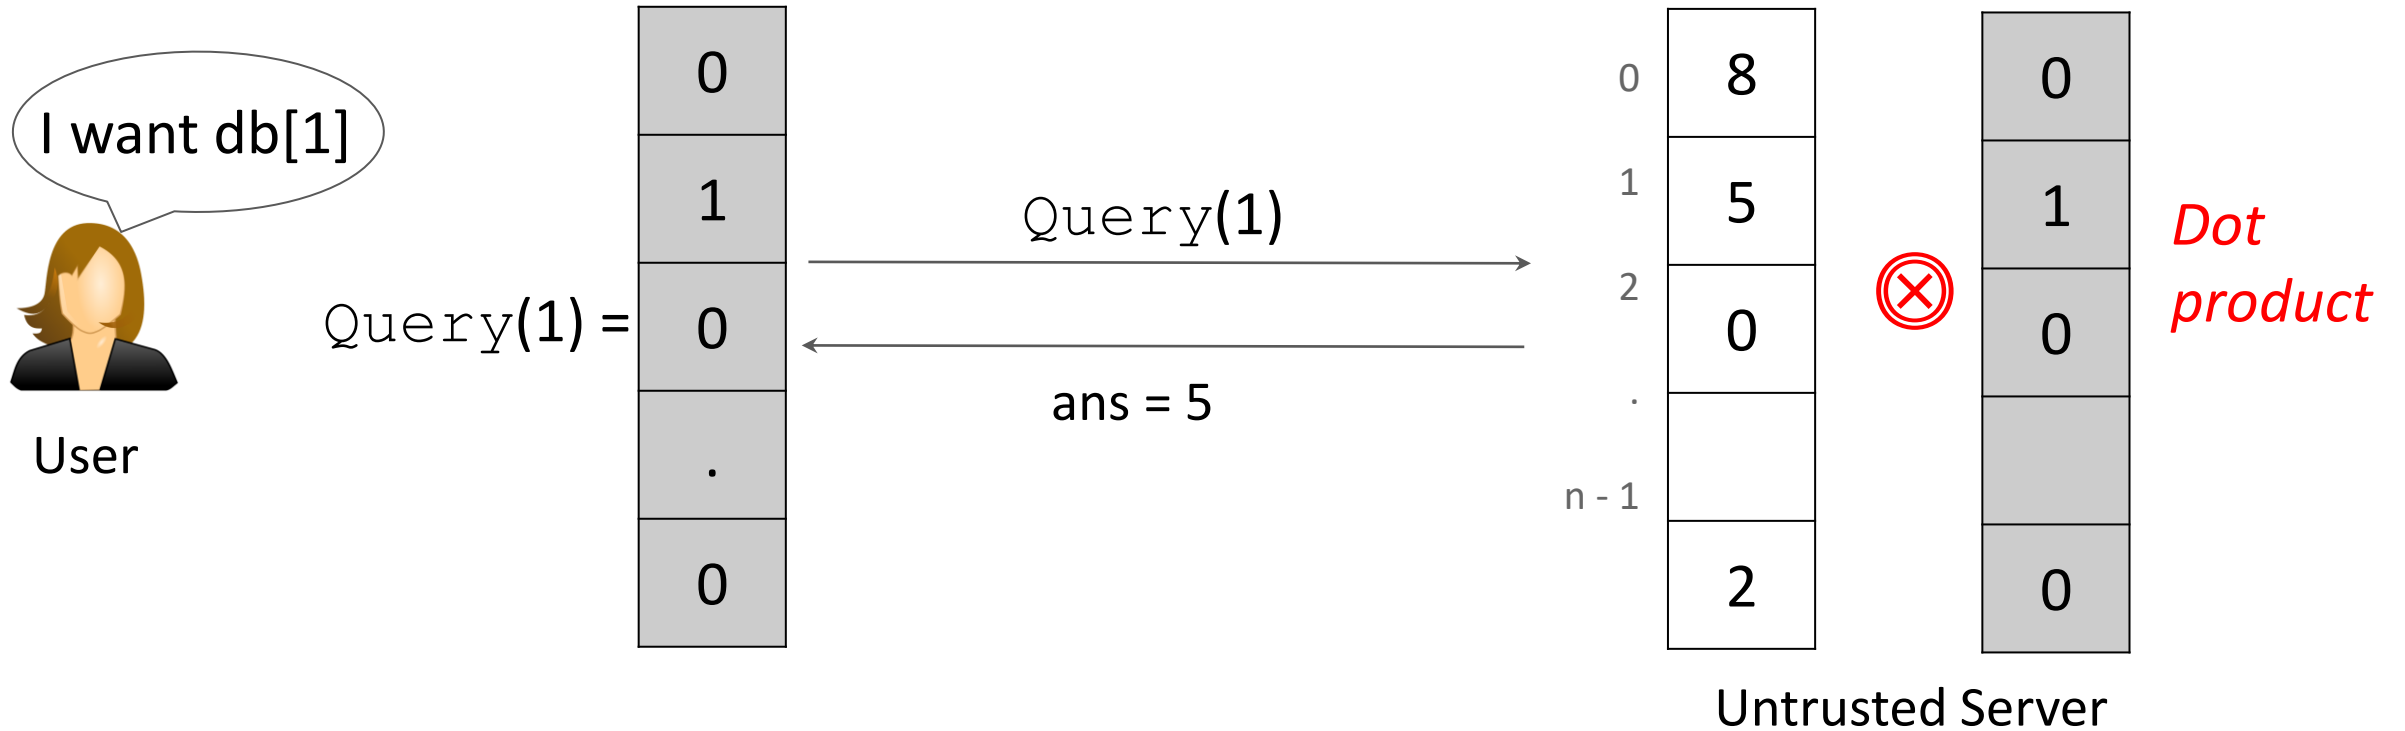 I want db[1]
User
Query(1) =
0
1
0
.
0
Query(1)
ans = 5
0
1
2
.
n - 1
8
5
0
2
0
1
0
0
Dot
product
Untrusted Server